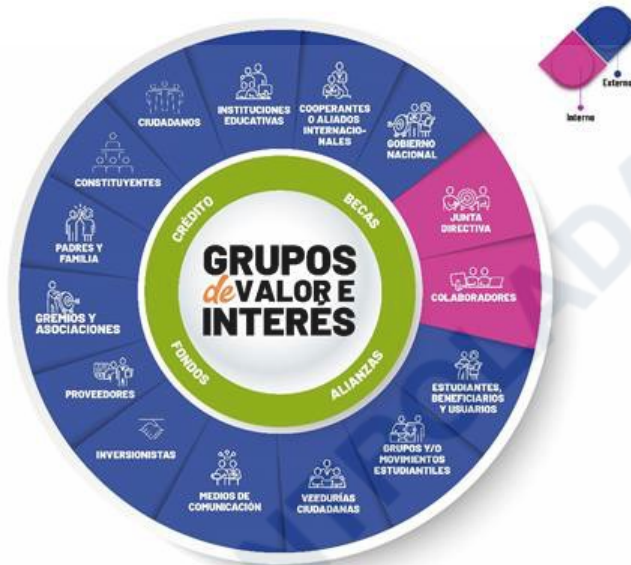 Externo
Interno
GRUPOS
de VALOR E
INTERÉS
CRÉDITO
BECAS
ALIANZAS
FONDOS
CIUDADANOS
INSTITUCIONES
EDUCATIVAS
COOPERANTES
O ALIADOS
INTERNACIO-
NALES
GOBIERNO
NACIONAL
JUNTA
DIRECTIVA
COLABORADORES
ESTUDIANTES,
BENEFICIARIOS
Y USUARIOS
GRUPOS Y/O
MOVIMIENTOS
ESTUDIANTILES
VEEDURÍAS
CIUDADANAS
MEDIOS DE
COMUNICACIÓN
INVERSIONISTAS
PROVEEDORES
GREMIOS Y
ASOCIACIONES
PADRES Y
FAMILIA
CONSTITUYENTES